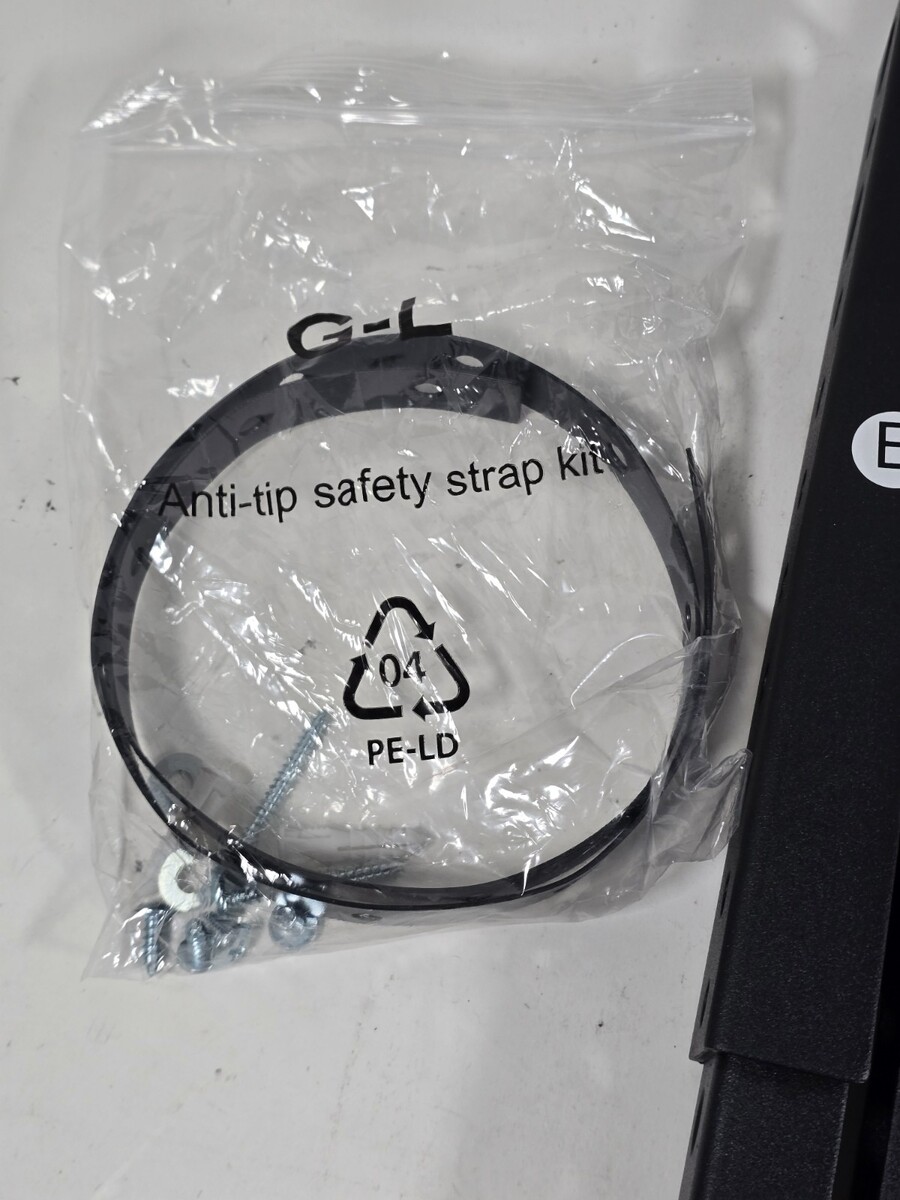 G-L
Anti-tip safety strap kit
04
PE-LD